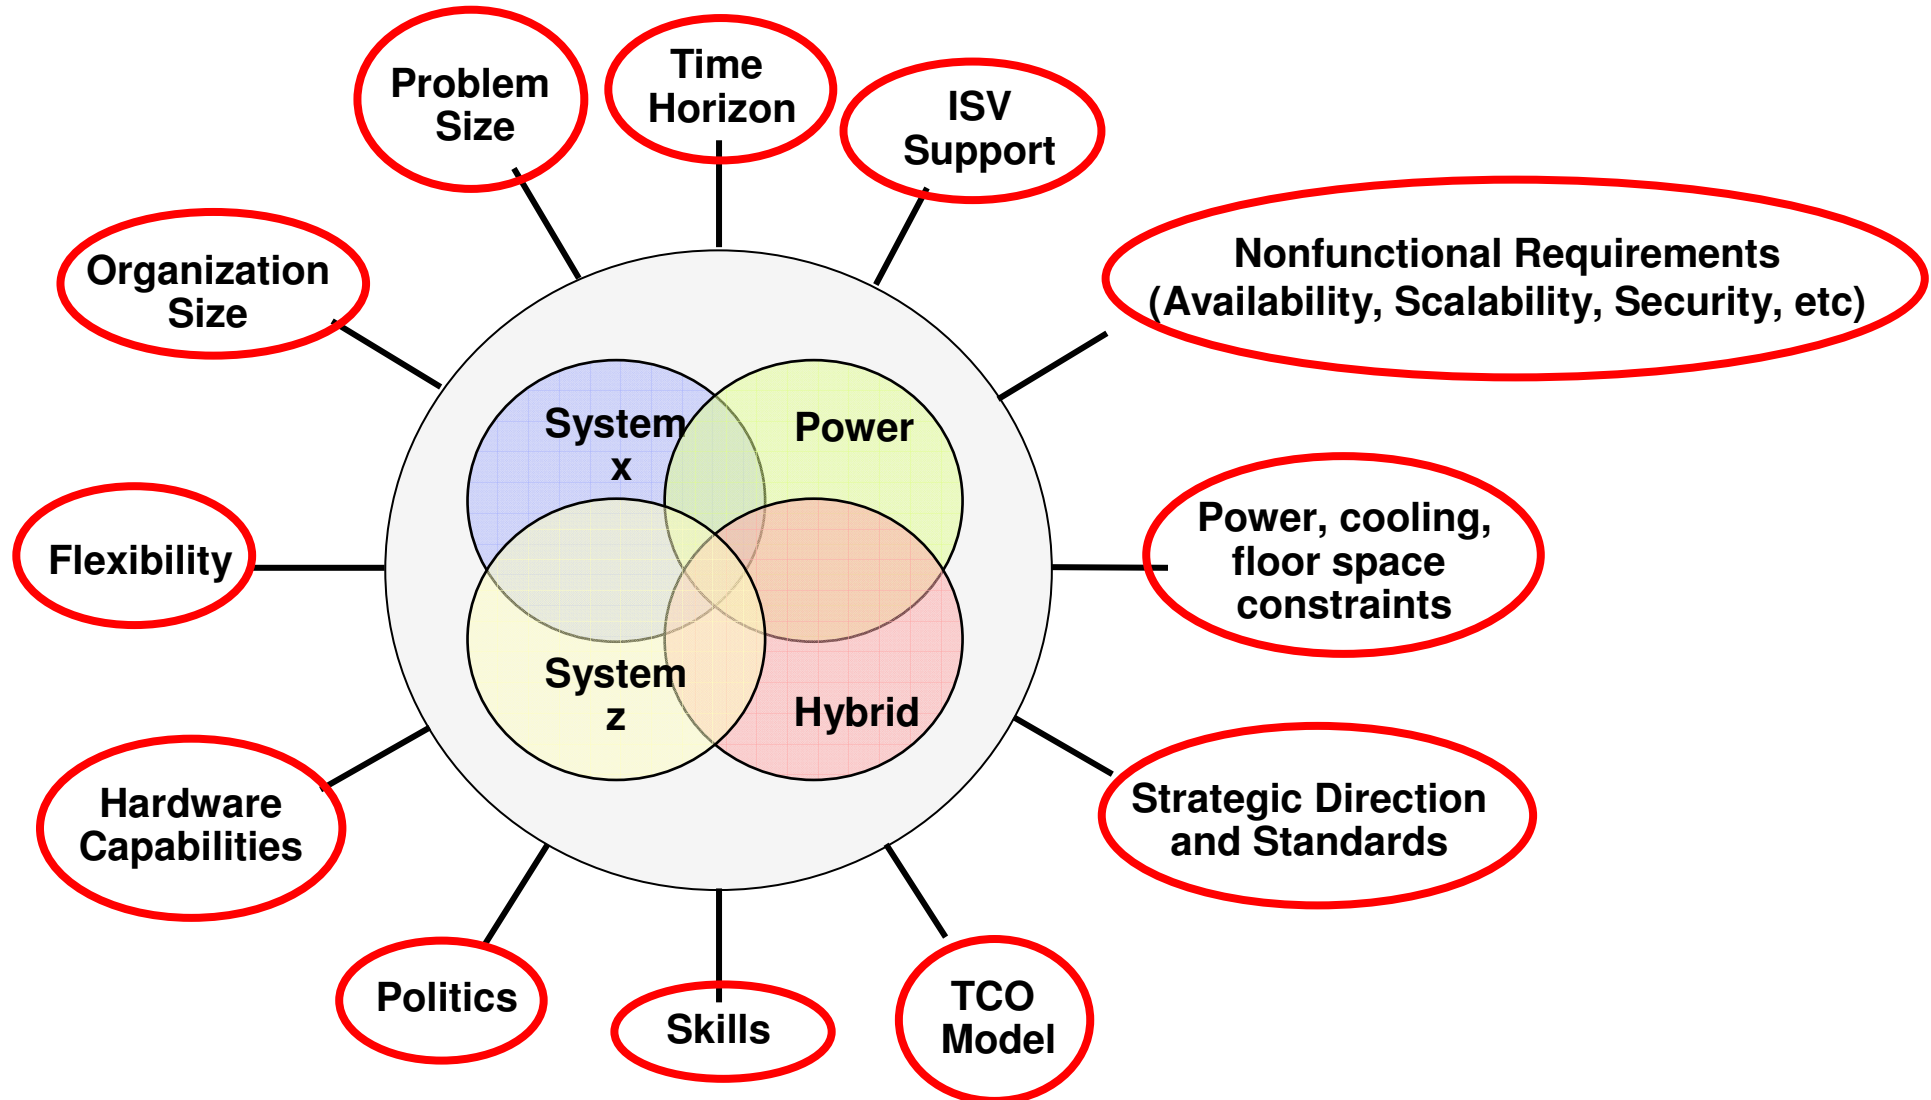 Problem
Size
Time
Horizon
ISV
Support
Nonfunctional Requirements
(Availability, Scalability, Security, etc)
Organization
Size
System
x
Power
Power, cooling,
floor space
constraints
Flexibility
System
z
Hybrid
Strategic Direction
and Standards
Hardware
Capabilities
Politics
Skills
TCO
Model